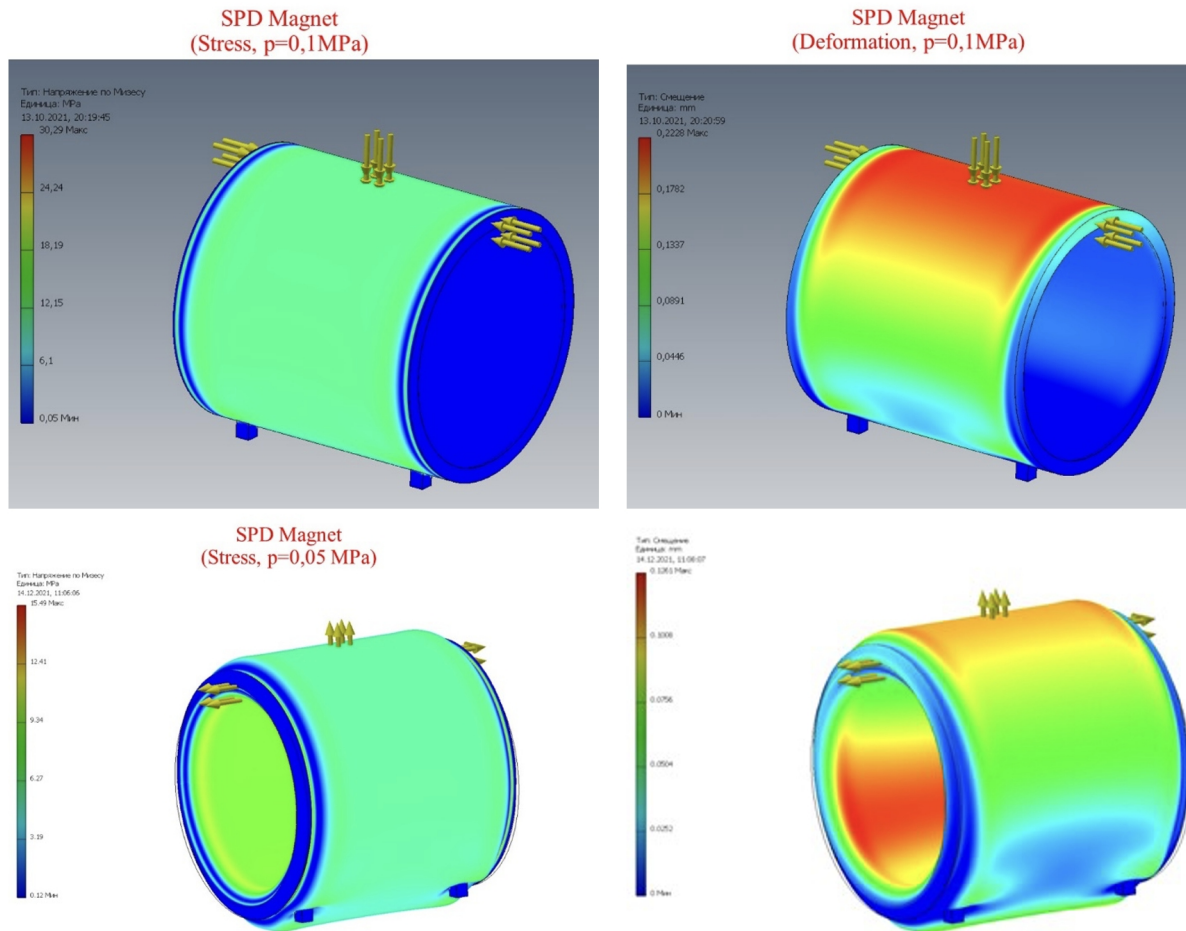 SPD Magnet
(Stress, p=0,1MPa)
Тип: Напряжение по Мизесу
Единица: MPa
13.10.2021, 20:19:45
30,29 Макс
24,24
18,19
12,15
6,1
0,05 Мин
SPD Magnet
(Deformation, p=0,1MPa)
Тип: Смещение
Единица: mm
13.10.2021, 20:20:59
0,2228 Макс
0,1782
0,1337
0,0891
0,0446
0 Мин
SPD Magnet
(Stress, p=0,05 MPa)
Тип: Напряжение по Мизесу
Единица: MPa
14.12.2021, 11:06:06
15.49 Макс
12.41
9.34
6.27
3.19
0.12 Мин
Тип: Смещение
Единица: mm
14.12.2021, 11:08:07
0.1261 Макс
0.1008
0.0756
0.0504
0.0252
0 Мин